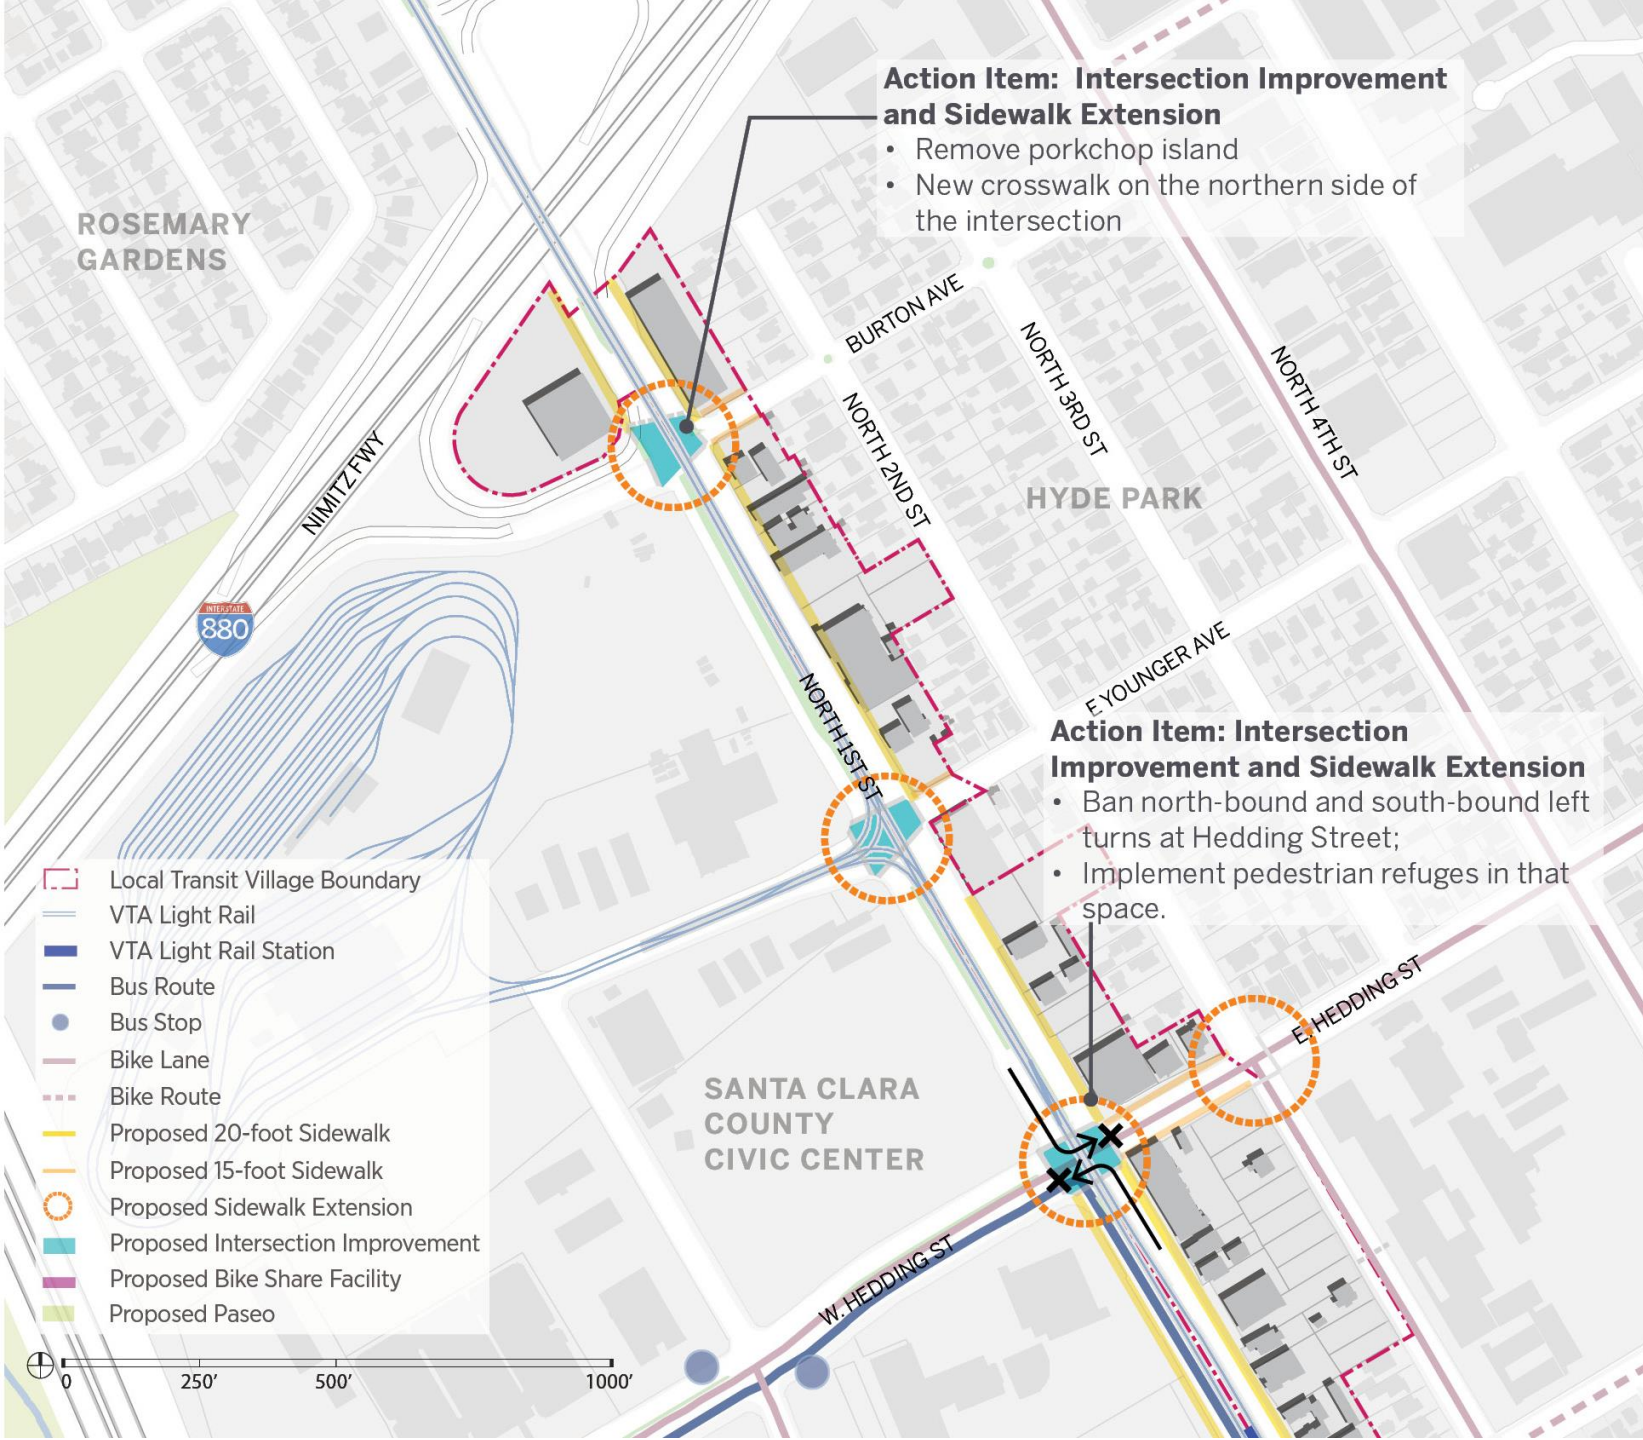 Action Item: Intersection Improvement
and Sidewalk Extension
• Remove porkchop island
• New crosswalk on the northern side of
the intersection
ROSEMARY
GARDENS
BURTON AVE
NORTH 3RD ST
NORTH 4TH ST
NORTH 2ND ST
NIMITZ FWY
HYDE PARK
INTERSTATE
880
E YOUNGER AVE
NORTH 1ST ST
Action Item: Intersection
Improvement and Sidewalk Extension
• Ban north-bound and south-bound left
turns at Hedding Street;
• Implement pedestrian refuges in that
space.
E. HEDDING ST
SANTA CLARA
COUNTY
CIVIC CENTER
W. HEDDING ST
Local Transit Village Boundary
VTA Light Rail
VTA Light Rail Station
Bus Route
Bus Stop
Bike Lane
Bike Route
Proposed 20-foot Sidewalk
Proposed 15-foot Sidewalk
Proposed Sidewalk Extension
Proposed Intersection Improvement
Proposed Bike Share Facility
Proposed Paseo
0 250' 500' 1000'